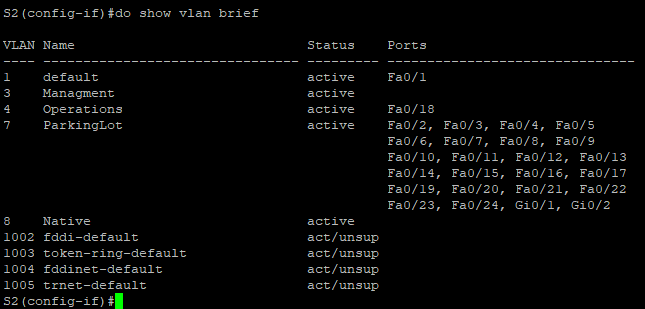 S2(config-if)#do show vlan brief
VLAN Name                             Status    Ports
---- -------------------------------- --------- -------------------------------
1    default                          active    Fa0/1
3    Managment                        active
4    Operations                       active    Fa0/18
7    ParkingLot                       active    Fa0/2, Fa0/3, Fa0/4, Fa0/5
                                                Fa0/6, Fa0/7, Fa0/8, Fa0/9
                                                Fa0/10, Fa0/11, Fa0/12, Fa0/13
                                                Fa0/14, Fa0/15, Fa0/16, Fa0/17
                                                Fa0/19, Fa0/20, Fa0/21, Fa0/22
                                                Fa0/23, Fa0/24, Gi0/1, Gi0/2
8    Native                           active
1002 fddi-default                     act/unsup
1003 token-ring-default               act/unsup
1004 fddinet-default                  act/unsup
1005 trnet-default                    act/unsup
S2(config-if)#